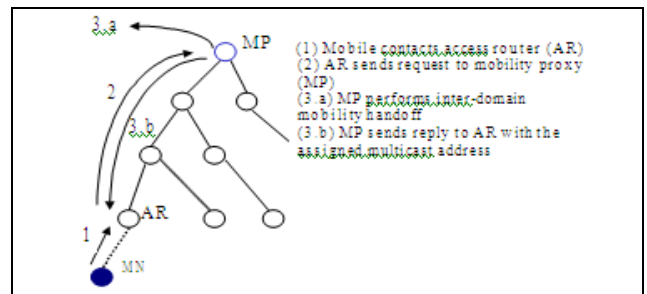 3.a
MP
(1) Mobile contacts access router (AR)
(2) AR sends request to mobility proxy
(MP)
(3.a) MP performs inter-domain
mobility handoff
(3.b) MP sends reply to AR with the
assigned multicast address
2
3.b
AR
1
MN